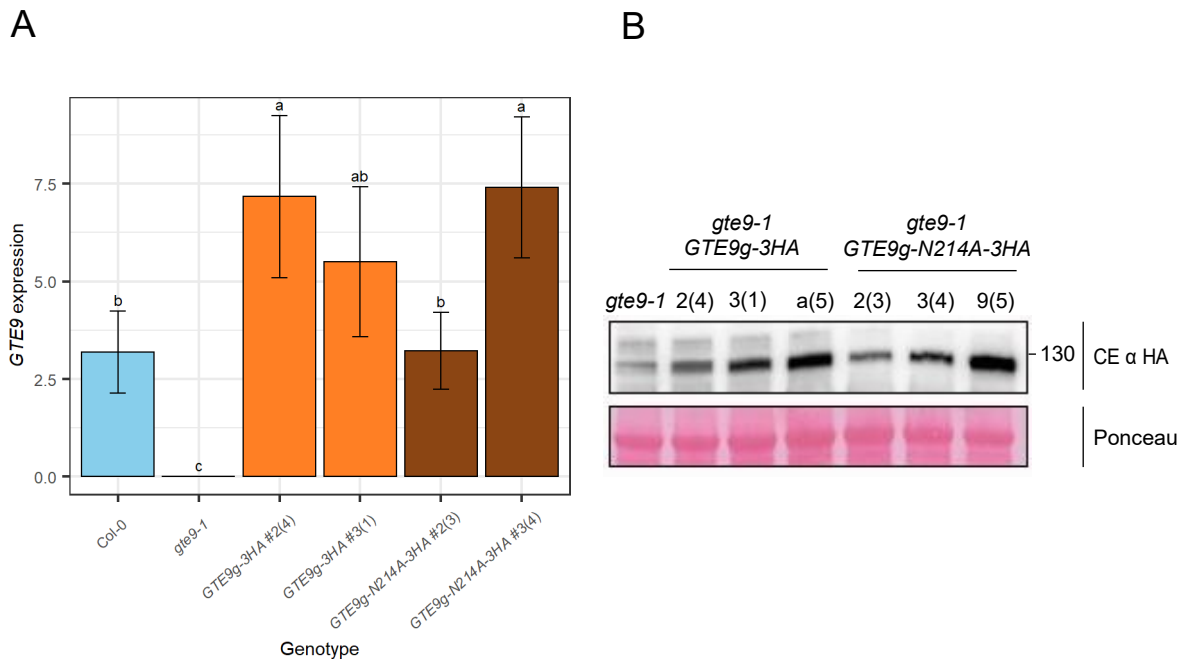 A
B
a
a
ab
b
b
c
7.5
5.0
2.5
0.0
GTE9 expression
Col-0
gte9-1
GTE9g-3HA #2(4)
GTE9g-3HA #3(1)
GTE9g-N214A-3HA #2(3)
GTE9g-N214A-3HA #3(4)
Genotype
gte9-1 gte9-1
GTE9g-3HA GTE9g-N214A-3HA
gte9-1 2(4) 3(1) a(5) 2(3) 3(4) 9(5)
-130 CE α HA
Ponceau